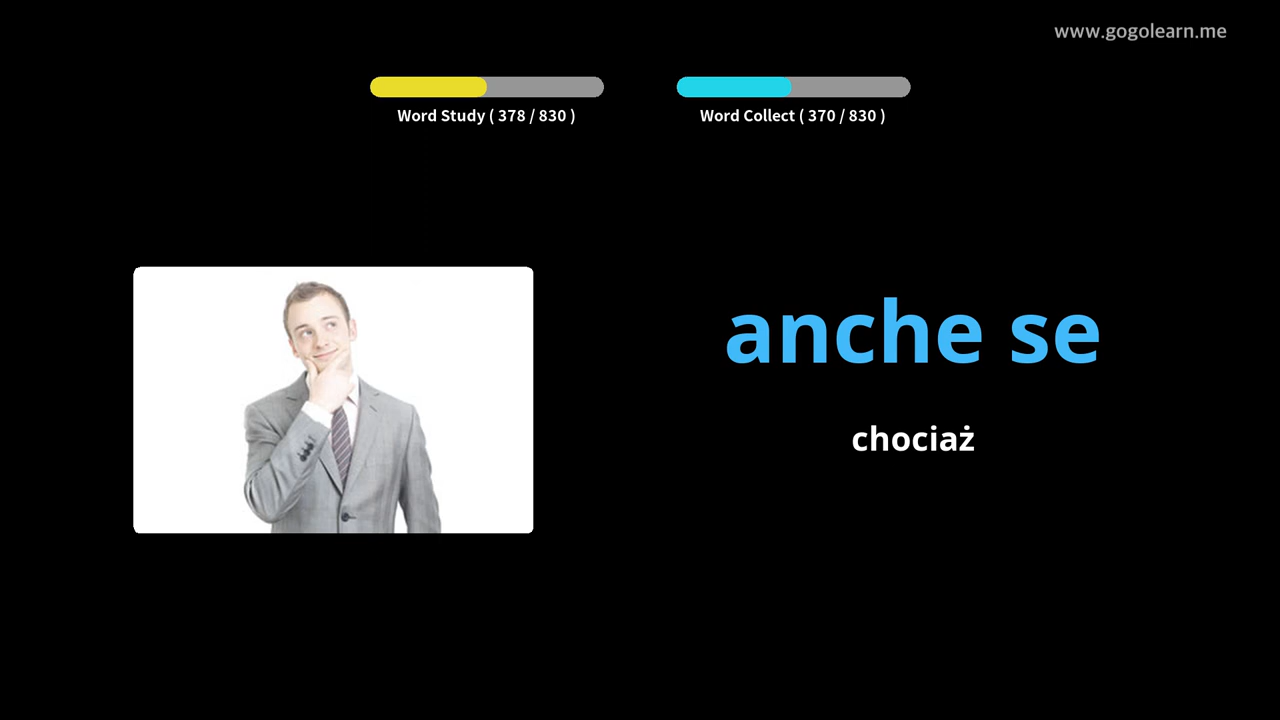 www.gogolearn.me
Word Study ( 378 / 830 )
Word Collect ( 370 / 830 )
anche se
chociaż